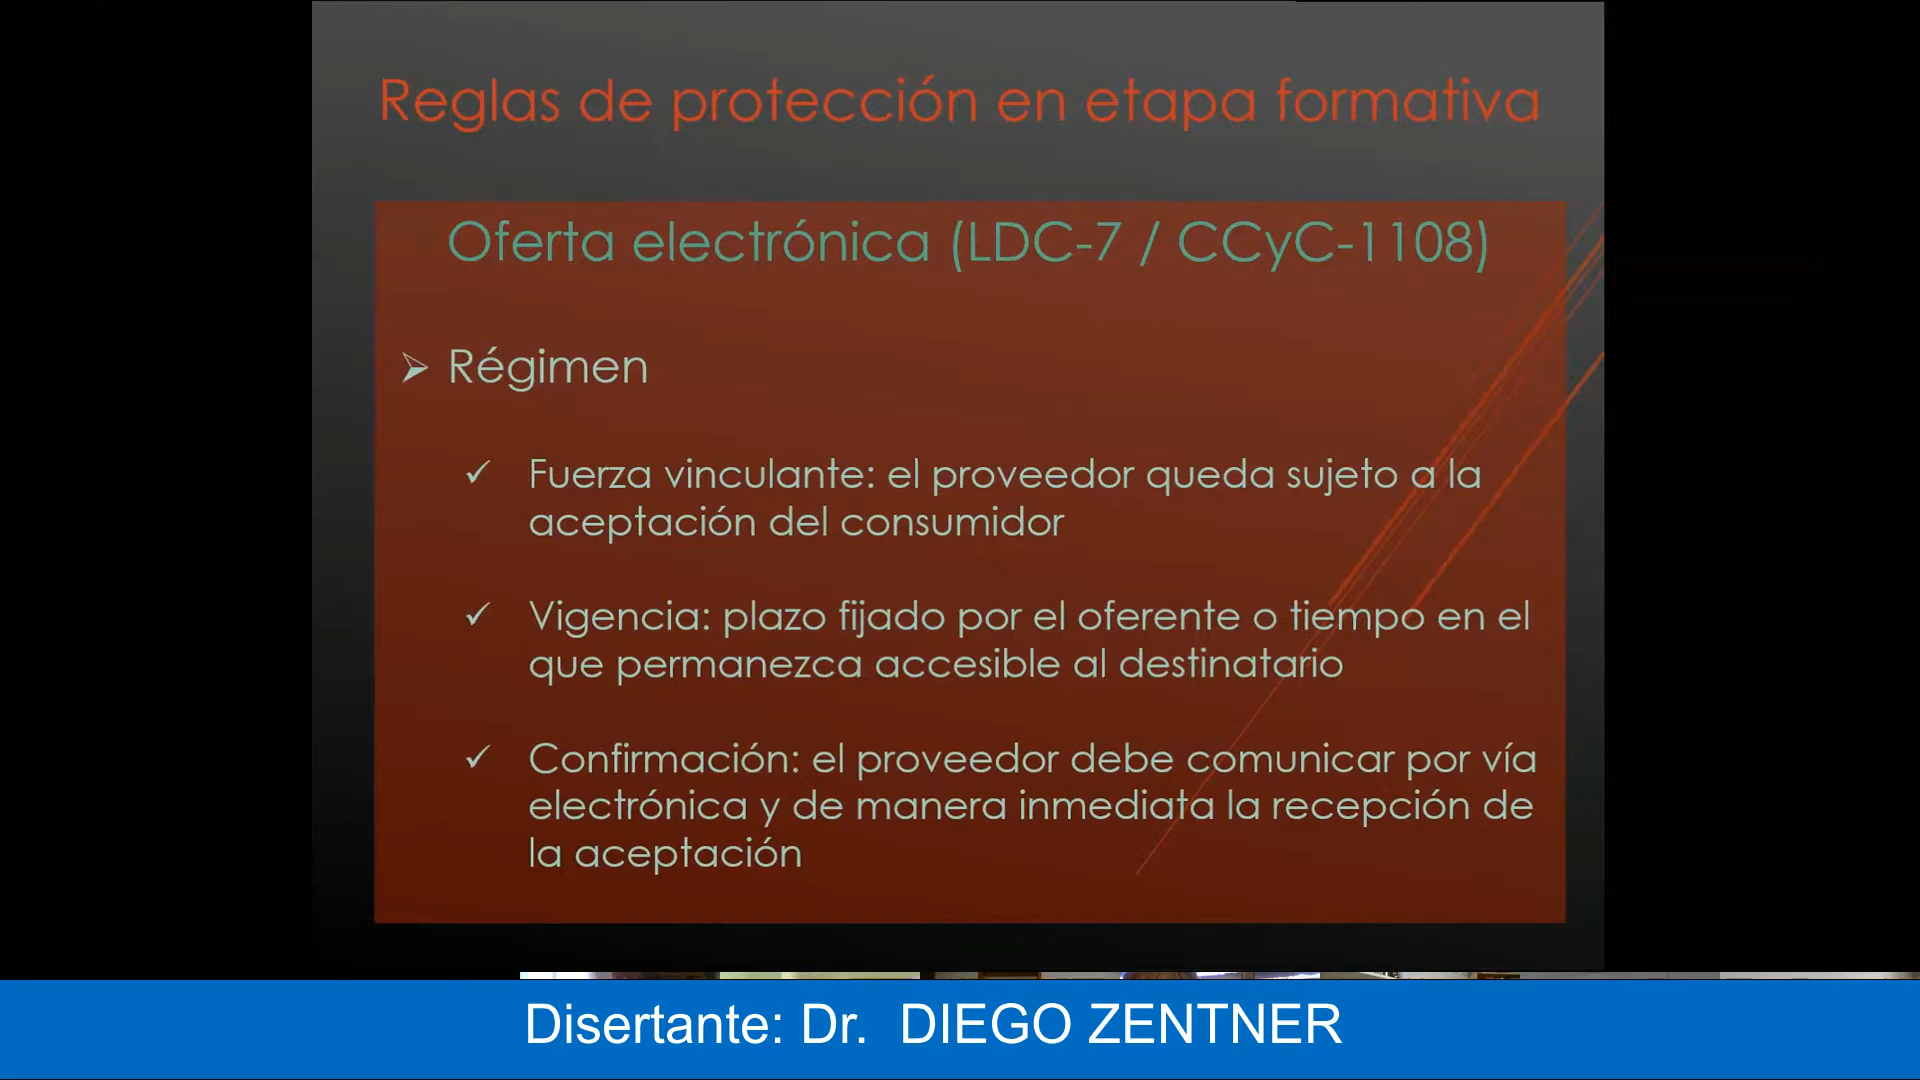 Reglas de protección en etapa formativa
Oferta electrónica (LDC-7 / CCyC-1108)
Régimen
Fuerza vinculante: el proveedor queda sujeto a la
aceptación del consumidor
Vigencia: plazo fijado por el oferente o tiempo en el
que permanezca accesible al destinatario
Confirmación: el proveedor debe comunicar por vía
electrónica y de manera inmediata la recepción de
la aceptación
Disertante: Dr. DIEGO ZENTNER